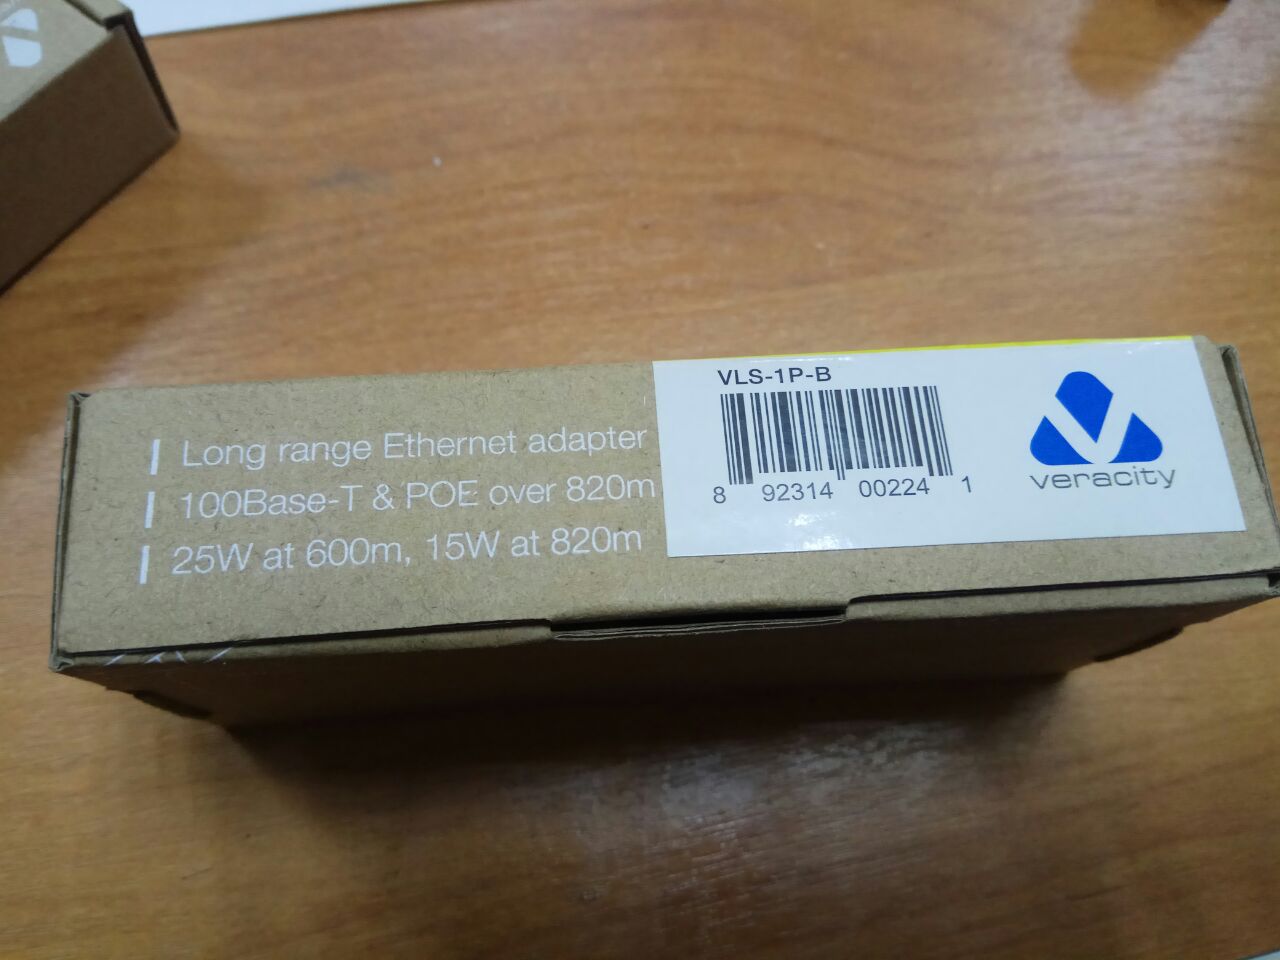 Long range Ethernet adapter
100Base-T & POE over 820m
25W at 600m, 15W at 820m
VLS-1P-B
8 92314 00224 1
veracity